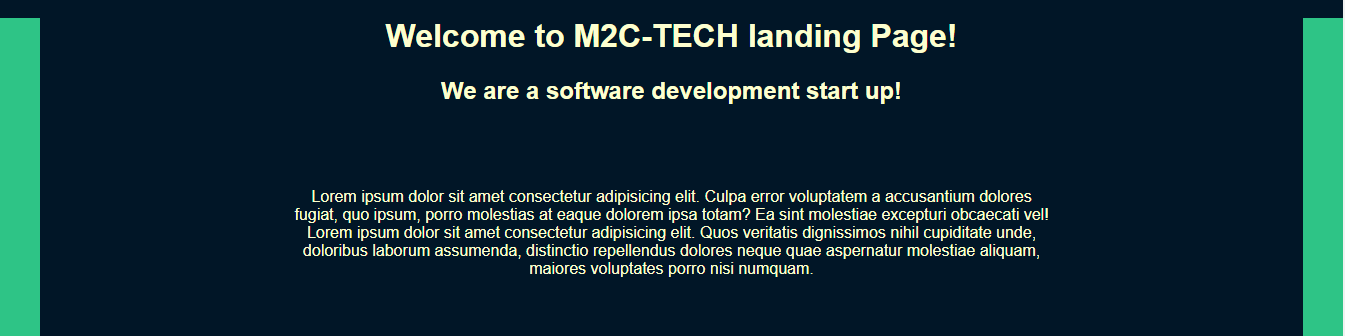 Welcome to M2C-TECH landing Page!
We are a software development start up!
Lorem ipsum dolor sit amet consectetur adipisicing elit. Culpa error voluptatem a accusantium dolores
fugiat, quo ipsum, porro molestias at eaque dolorem ipsa totam? Ea sint molestiae excepturi obcaecati vel!
Lorem ipsum dolor sit amet consectetur adipisicing elit. Quos veritatis dignissimos nihil cupiditate unde,
doloribus laborum assumenda, distinctio repellendus dolores neque quae aspernatur molestiae aliquam,
maiores voluptates porro nisi numquam.